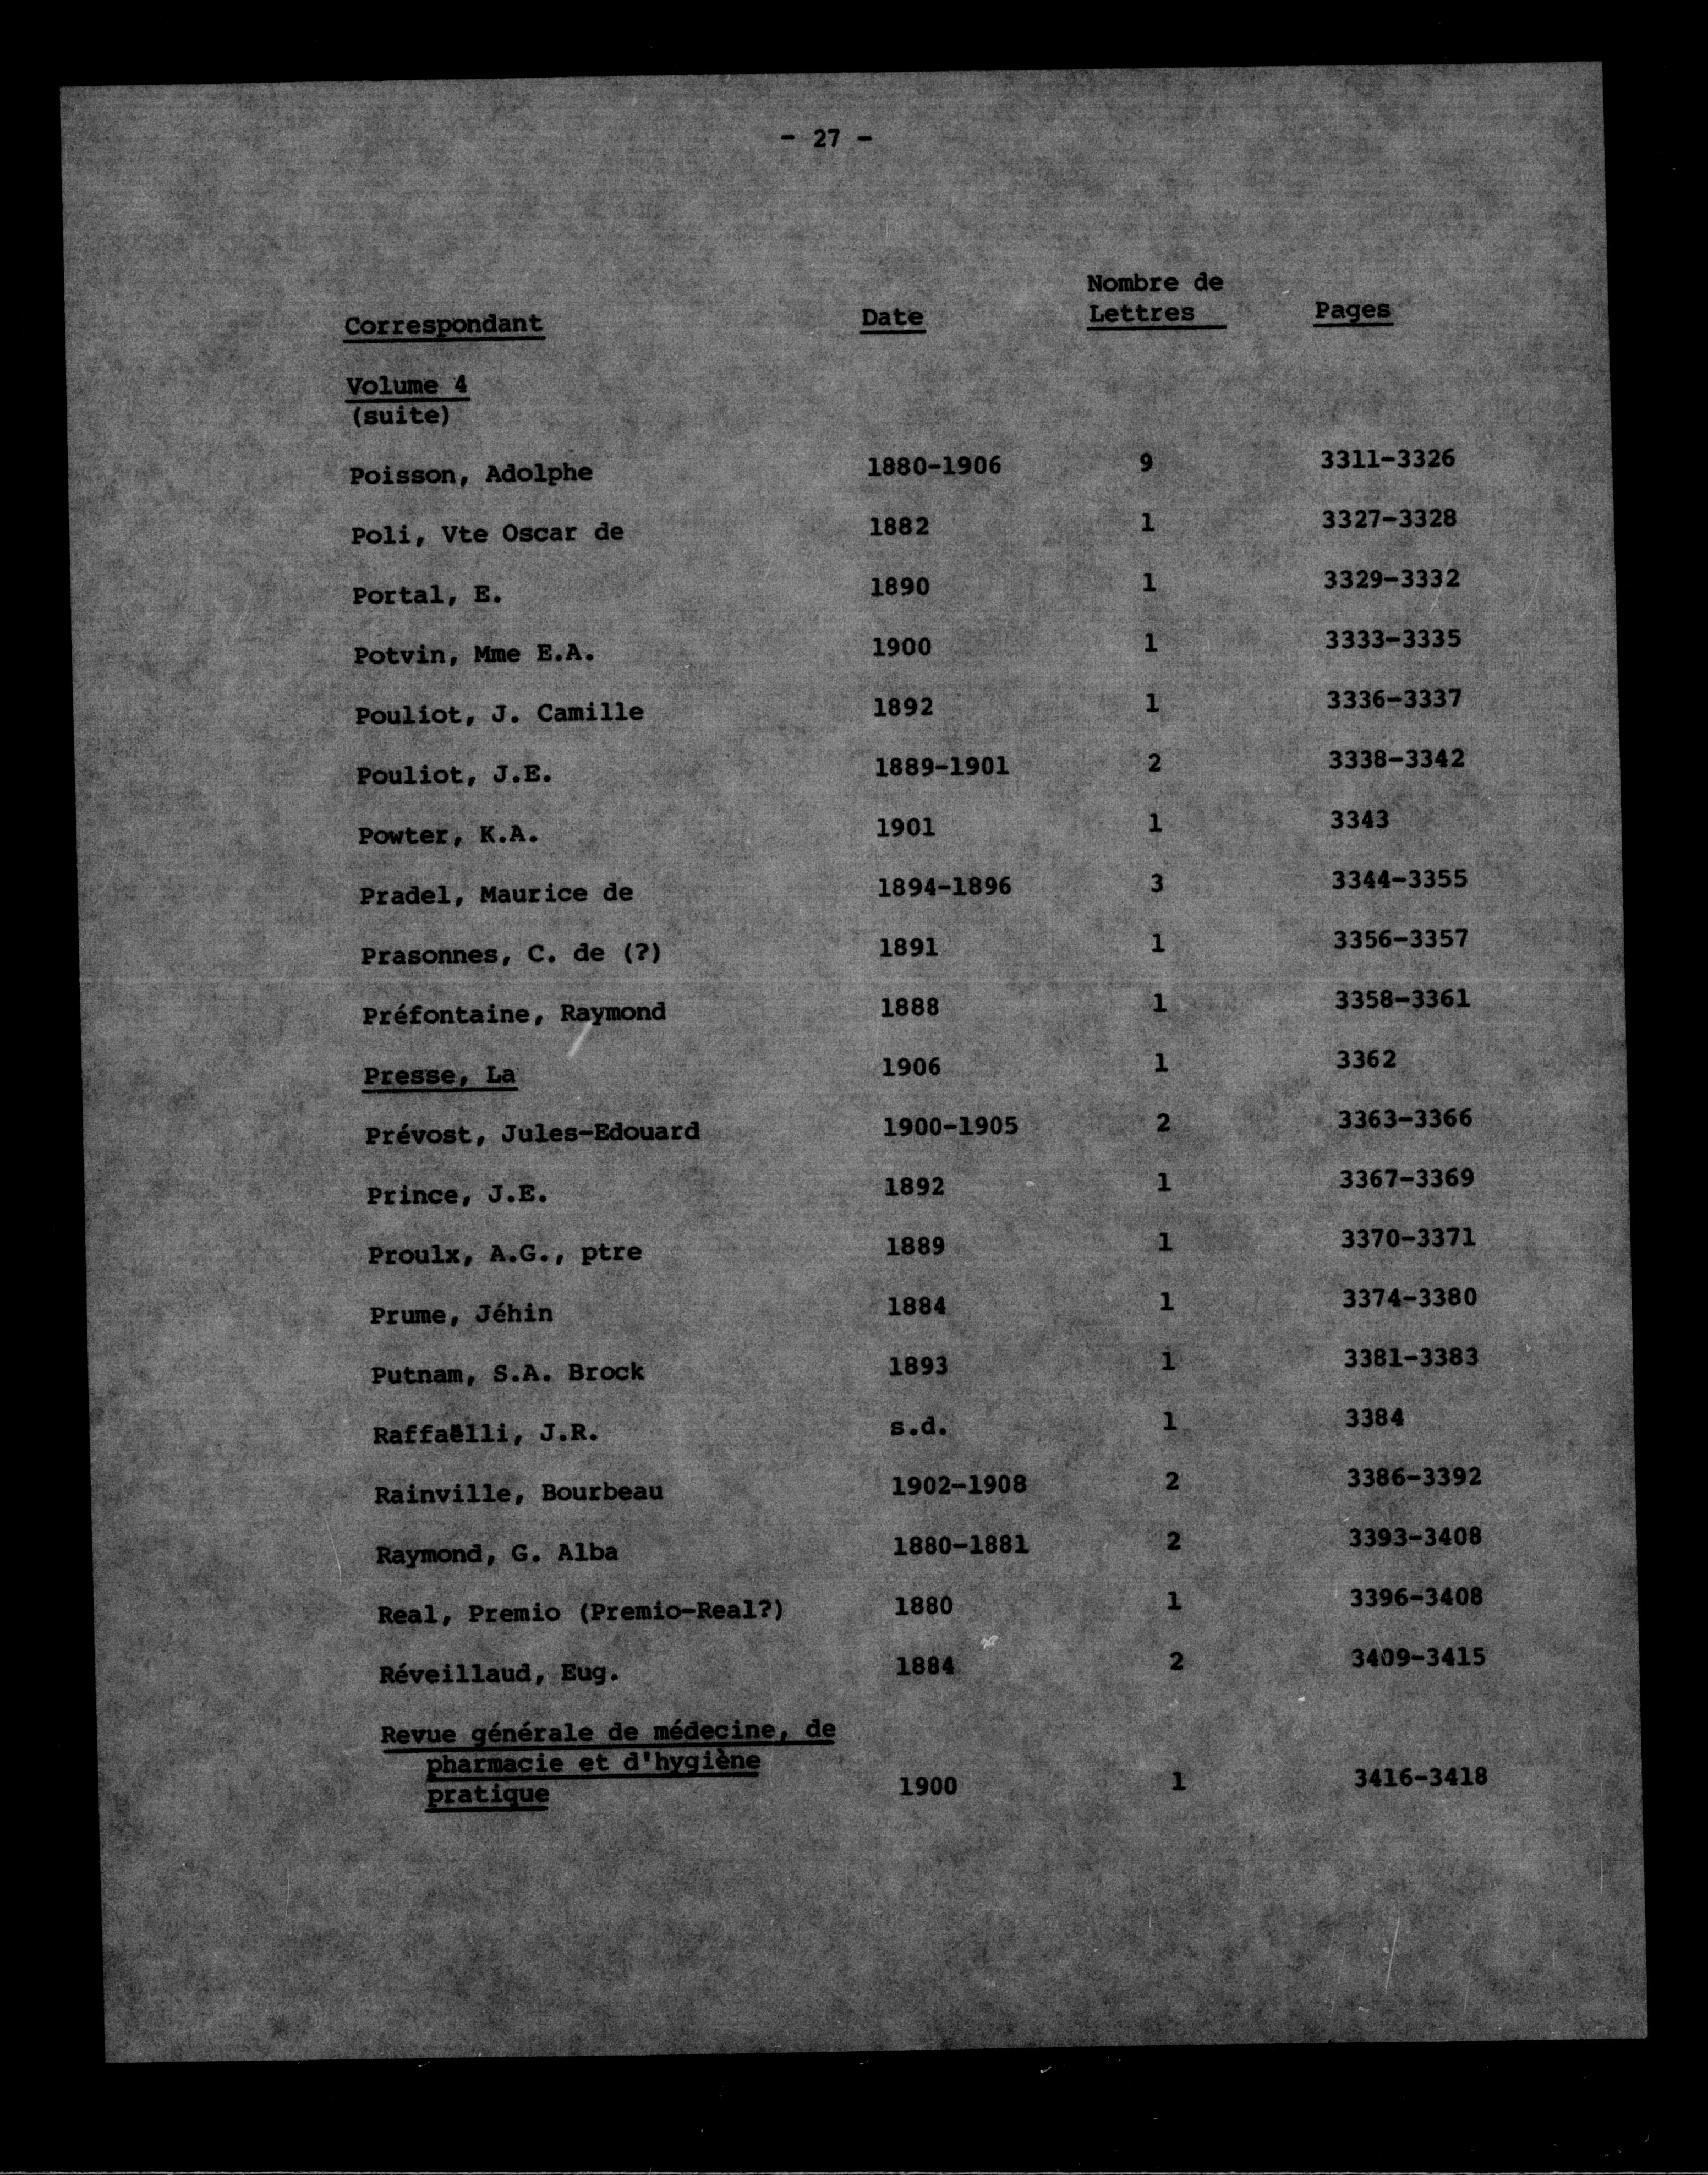 - 27 -
Nombre de
Correspondant Date Lettres Pages
Volume 4
(suite)
Poisson, Adolphe 1880-1906 9 3311-3326
Poli, Vte Oscar de 1882 1 3327-3328
Portal, E. 1890 1 3329-3332
Potvin, Mme E.A. 1900 1 3333-3335
Pouliot, J. Camille 1892 1 3336-3337
Pouliot, J.E. 1889-1901 2 3338-3342
Powter, K.A. 1901 1 3343
Pradel, Maurice de 1894-1896 3 3344-3355
Prasonnes, C. de (?) 1891 1 3356-3357
Préfontaine, Raymond 1888 1 3358-3361
Presse, La 1906 1 3362
Prévost, Jules-Edouard 1900-1905 2 3363-3366
Prince, J.E. 1892 1 3367-3369
Proulx, A.G., ptre 1889 1 3370-3371
Prume, Jéhin 1884 1 3374-3380
Putnam, S.A. Brock 1893 1 3381-3383
Raffaëlli, J.R. s.d. 1 3384
Rainville, Bourbeau 1902-1908 2 3386-3392
Raymond, G. Alba 1880-1881 2 3393-3408
Real, Premio (Premio-Real?) 1880 1 3396-3408
Réveillaud, Eug. 1884 2 3409-3415
Revue générale de médecine, de
pharmacie et d'hygiène
pratique 1900 1 3416-3418